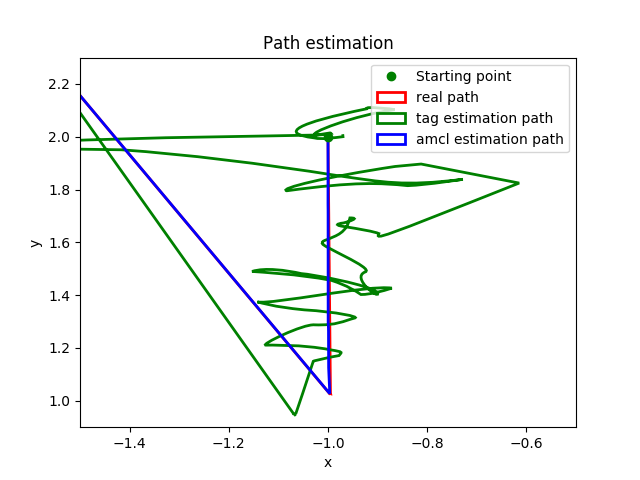 Path estimation
Starting point
real path
tag estimation path
amcl estimation path
2.2
2.0
1.8
1.6
1.4
1.2
1.0
y
−1.4
−1.2
−1.0
−0.8
−0.6
x